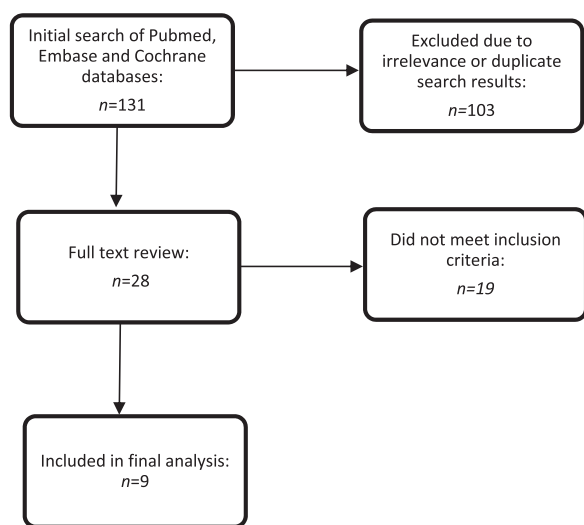 Initial search of Pubmed,
Embase and Cochrane
databases:
n=131
Excluded due to
irrelevance or duplicate
search results:
n=103
Full text review:
n=28
Did not meet inclusion
criteria:
n=19
Included in final analysis:
n=9